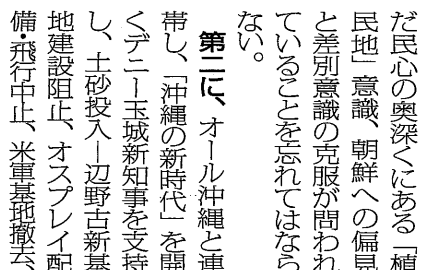 だ民心の奥深くにある「植
民地」意識、朝鮮への偏見
と差別意識の克服が問われ
ていることを忘れてはなら
ない。
第二に、オール沖縄と連
帯し、「沖縄の新時代」を開
くデニー玉城新知事を支持
し、土砂投入―辺野古新基
地建設阻止、オスプレイ配
備・飛行中止、米軍基地撤去、